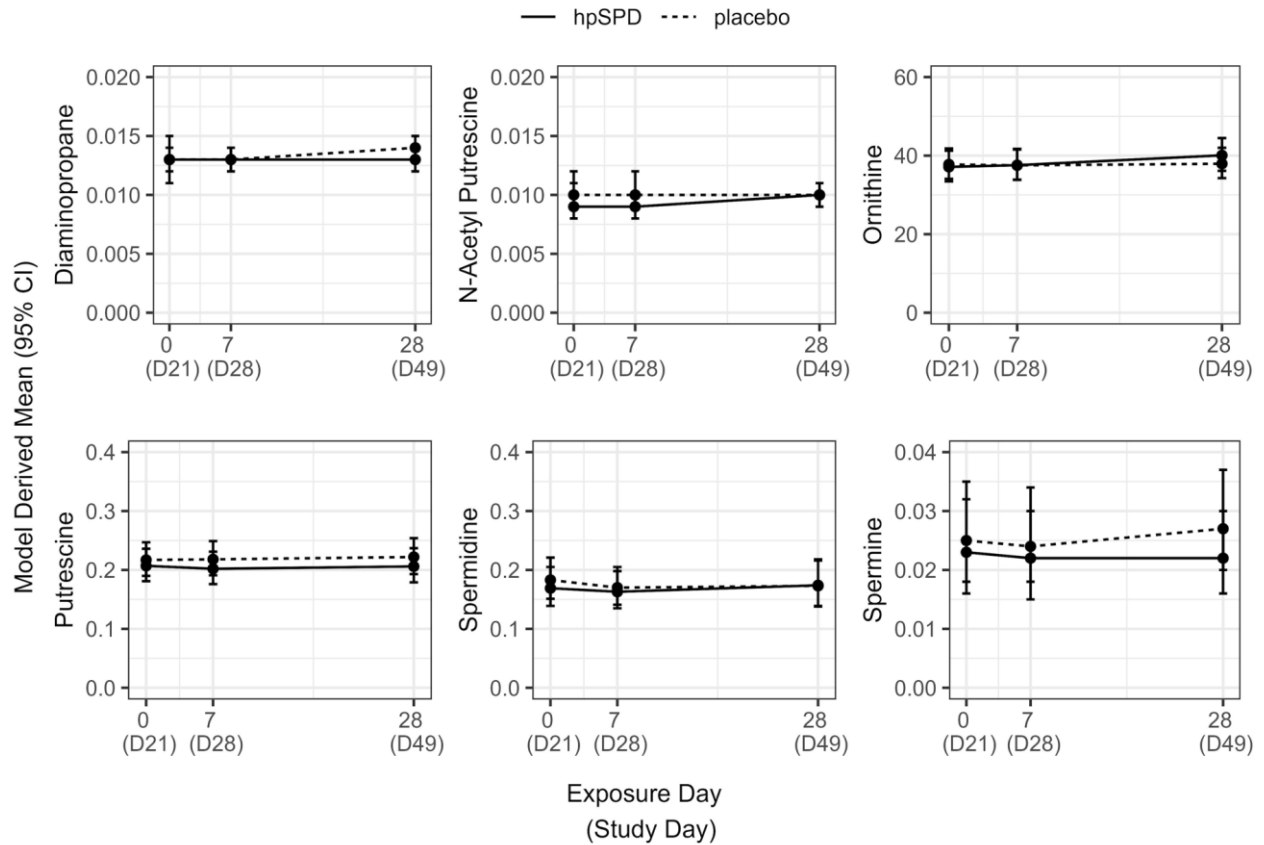 hpSPD placebo
Diaminopropane
0.020
0.015
0.010
0.005
0.000
0 7 28
(D21) (D28) (D49)
N-Acetyl Putrescine
0.020
0.015
0.010
0.005
0.000
0 7 28
(D21) (D28) (D49)
Ornithine
60
40
20
0
0 7 28
(D21) (D28) (D49)
Model Derived Mean (95% CI)
Putrescine
0.4
0.3
0.2
0.1
0.0
0 7 28
(D21) (D28) (D49)
Spermidine
0.4
0.3
0.2
0.1
0.0
0 7 28
(D21) (D28) (D49)
Spermine
0.04
0.03
0.02
0.01
0.00
0 7 28
(D21) (D28) (D49)
Exposure Day
(Study Day)